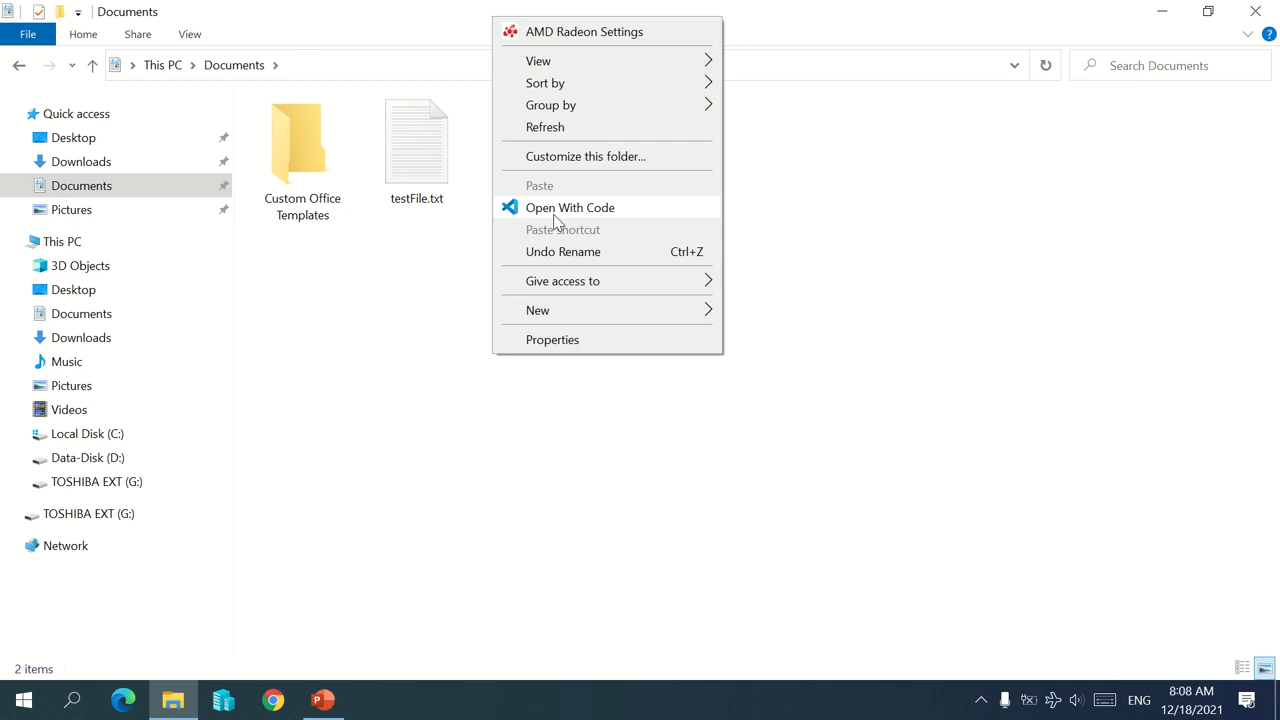 Documents
File Home Share View
This PC Documents
Search Documents
Quick access
Desktop
Downloads
Documents
Pictures
This PC
3D Objects
Desktop
Documents
Downloads
Music
Pictures
Videos
Local Disk (C:)
Data-Disk (D:)
TOSHIBA EXT (G:)
TOSHIBA EXT (G:)
Network
Custom Office
Templates
testFile.txt
AMD Radeon Settings
View
Sort by
Group by
Refresh
Customize this folder...
Paste
Open With Code
Paste shortcut
Undo Rename Ctrl+Z
Give access to
New
Properties
2 items
ENG
8:08 AM
12/18/2021